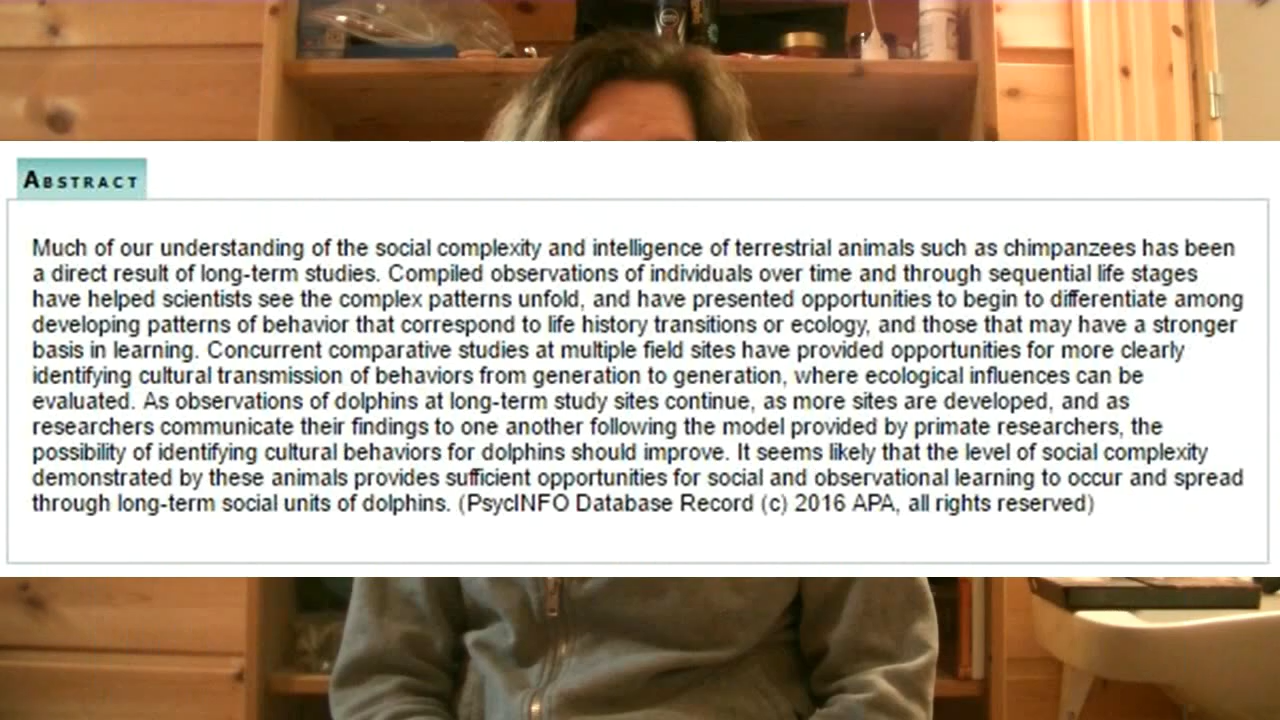 ABSTRACT
Much of our understanding of the social complexity and intelligence of terrestrial animals such as chimpanzees has been
a direct result of long-term studies. Compiled observations of individuals over time and through sequential life stages
have helped scientists see the complex patterns unfold, and have presented opportunities to begin to differentiate among
developing patterns of behavior that correspond to life history transitions or ecology, and those that may have a stronger
basis in learning. Concurrent comparative studies at multiple field sites have provided opportunities for more clearly
identifying cultural transmission of behaviors from generation to generation, where ecological influences can be
evaluated. As observations of dolphins at long-term study sites continue, as more sites are developed, and as
researchers communicate their findings to one another following the model provided by primate researchers, the
possibility of identifying cultural behaviors for dolphins should improve. It seems likely that the level of social complexity
demonstrated by these animals provides sufficient opportunities for social and observational learning to occur and spread
through long-term social units of dolphins. (PsycINFO Database Record (c) 2016 APA, all rights reserved)